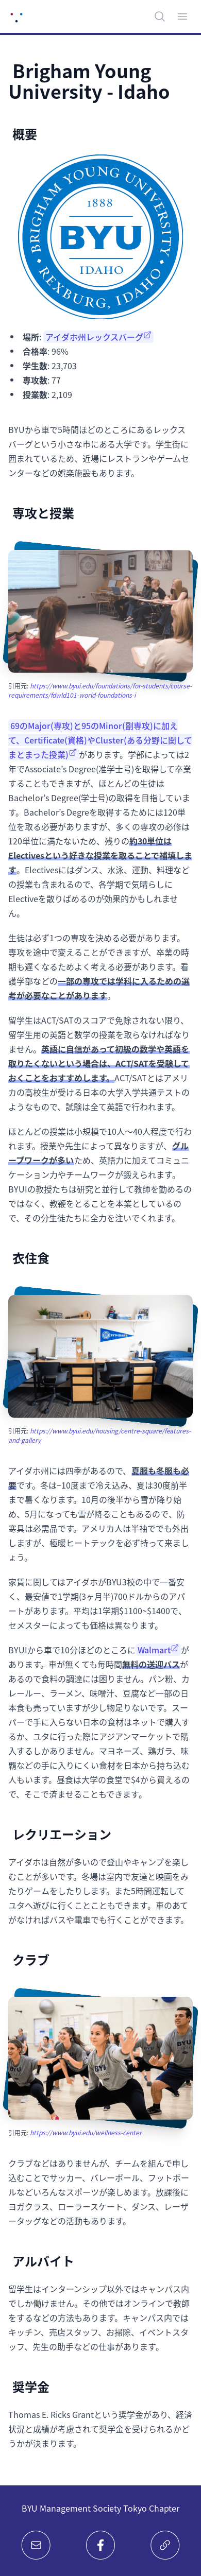 Brigham Young
University - Idaho
概要
BRIGHAM YOUNG UNIVERSITY
1888
BYU
IDAHO
REXBURG, IDAHO
場所: アイダホ州レックスバーグ
合格率: 96%
学生数: 23,703
専攻数: 77
授業数: 2,109
BYUから車で5時間ほどのところにあるレックス
バーグという小さな市にある大学です。学生街に
囲まれているため、近場にレストランやゲームセ
ンターなどの娯楽施設もあります。
専攻と授業
引用元: https://www.byui.edu/foundations/for-students/course-
requirements/fdwld101-world-foundations-i
69のMajor(専攻)と95のMinor(副専攻)に加え
て、Certificate(資格)やCluster(ある分野に関して
まとまった授業)があります。学部によっては2
年でAssociate's Degree(准学士号)を取得して卒業
することもできますが、ほとんどの生徒は
Bachelor's Degree(学士号)の取得を目指していま
す。Bachelor's Degreを取得するためには120単
位を取る必要がありますが、多くの専攻の必修は
120単位に満たないため、残りの約30単位は
Electivesという好きな授業を取ることで補填しま
す。Electivesにはダンス、水泳、運動、料理など
の授業も含まれるので、各学期で気晴らしに
Electiveを散りばめるのが効果的かもしれませ
ん。
生徒は必ず1つの専攻を決める必要があります。
専攻を途中で変えることができますが、卒業の時
期も遅くなるためよく考える必要があります。看
護学部などの一部の専攻では学科に入るための選
考が必要なことがあります。
留学生はACT/SATのスコアで免除されない限り、
留学生用の英語と数学の授業を取らなければなり
ません。英語に自信があって初級の数学や英語を
取りたくないという場合は、ACT/SATを受験して
おくことをおすすめします。ACT/SATとはアメリ
カの高校生が受ける日本の大学入学共通テストの
ようなもので、試験は全て英語で行われます。
ほとんどの授業は小規模で10人〜40人程度で行わ
れます。授業や先生によって異なりますが、グル
ープワークが多いため、英語力に加えてコミュニ
ケーション力やチームワークが鍛えられます。
BYUIの教授たちは研究と並行して教師を勤めるの
ではなく、教鞭をとることを本業としているの
で、その分生徒たちに全力を注いでくれます。
衣住食
引用元: https://www.byui.edu/housing/centre-square/features-
and-gallery
アイダホ州には四季があるので、夏服も冬服も必
要です。冬は−10度まで冷え込み、夏は30度前半
まで暑くなります。10月の後半から雪が降り始
め、5月になっても雪が降ることもあるので、防
寒具は必需品です。アメリカ人は半袖ででも外出
しますが、極暖ヒートテックを必ず持って来まし
ょう。
家賃に関してはアイダホがBYU3校の中で一番安
く、最安値で1学期(3ヶ月半)700ドルからのアパ
ートがあります。平均は1学期$1100~$1400で、
セメスターによっても価格は異なります。
BYUIから車で10分ほどのところにWalmartが
あります。車が無くても毎時間無料の送迎バスが
あるので食料の調達には困りません。パン粉、カ
レールー、ラーメン、味噌汁、豆腐など一部の日
本食も売っていますが少し物足りないです。スー
パーで手に入らない日本の食材はネットで購入す
るか、ユタに行った際にアジアンマーケットで購
入するしかありません。マヨネーズ、鶏ガラ、味
覇などの手に入りにくい食材を日本から持ち込む
人もいます。昼食は大学の食堂で$4から買えるの
で、そこで済ませることもできます。
レクリエーション
アイダホは自然が多いので登山やキャンプを楽し
むことが多いです。冬場は室内で友達と映画をみ
たりゲームをしたりします。また5時間運転して
ユタへ遊びに行くことこともできます。車のあて
がなければバスや電車でも行くことができます。
クラブ
引用元: https://www.byui.edu/wellness-center
クラブなどはありませんが、チームを組んで申し
込むことでサッカー、バレーボール、フットボー
ルなどいろんなスポーツが楽しめます。放課後に
ヨガクラス、ローラースケート、ダンス、レーザ
ータッグなどの活動もあります。
アルバイト
留学生はインターンシップ以外ではキャンパス内
でしか働けません。その他ではオンラインで教師
をするなどの方法もあります。キャンパス内では
キッチン、売店スタッフ、お掃除、イベントスタ
ッフ、先生の助手などの仕事があります。
奨学金
Thomas E. Ricks Grantという奨学金があり、経済
状況と成績が考慮されて奨学金を受けられるかど
うかが決まります。
BYU Management Society Tokyo Chapter